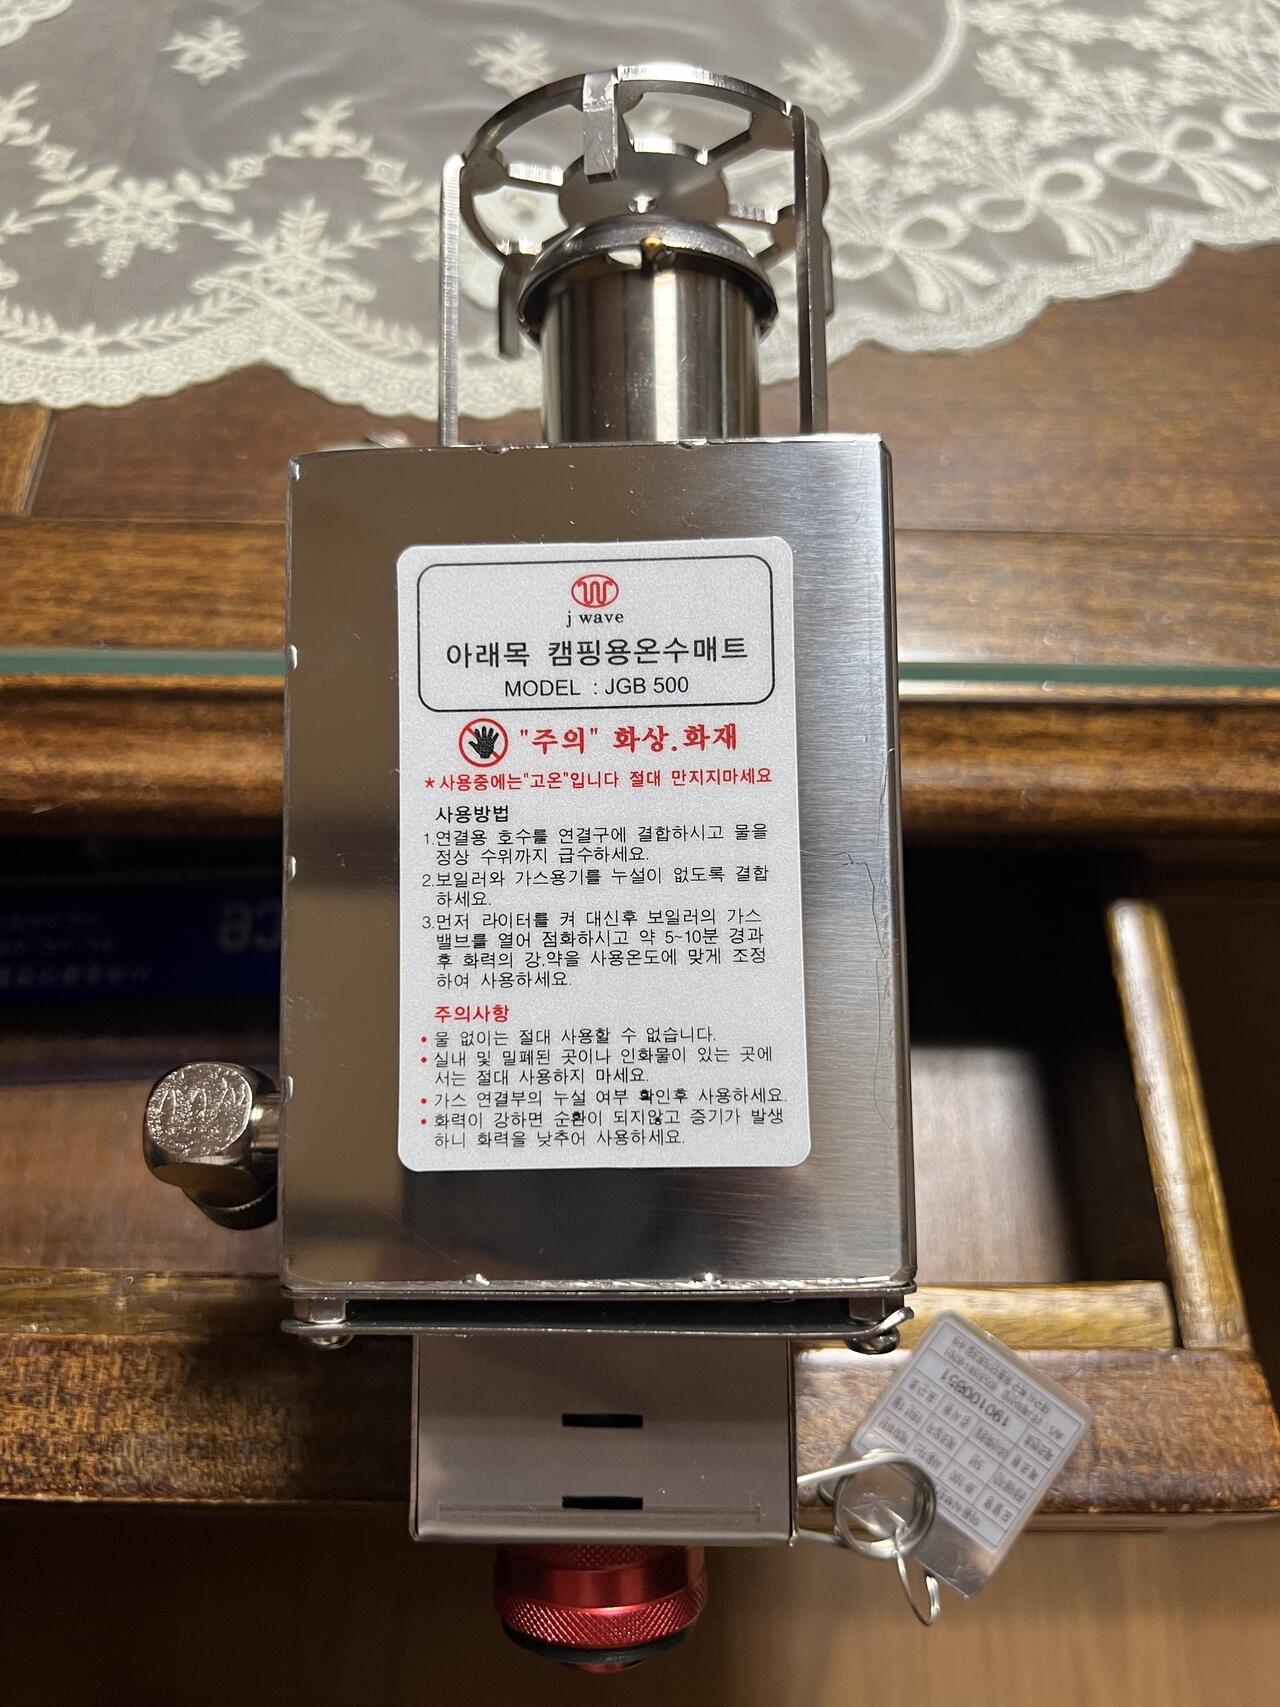 j wave
아래목 캠핑용온수매트
MODEL : JGB 500
"주의" 화상.화재
*사용중에는"고온"입니다 절대 만지지마세요
사용방법
1.연결용 호수를 연결구에 결합하시고 물을
정상 수위까지 급수하세요.
2.보일러와 가스용기를 누설이 없도록 결합
하세요.
3.먼저 라이터를 켜 대신후 보일러의 가스
밸브를 열어 점화하시고 약 5~10분 경과
후 화력의 강.약을 사용온도에 맞게 조정
하여 사용하세요.
주의사항
• 물 없이는 절대 사용할 수 없습니다.
• 실내 및 밀폐된 곳이나 인화물이 있는 곳에
서는 절대 사용하지 마세요.
• 가스 연결부의 누설 여부 확인후 사용하세요.
• 화력이 강하면 순환이 되지않고 증기가 발생
하니 화력을 낮추어 사용하세요.
190100851